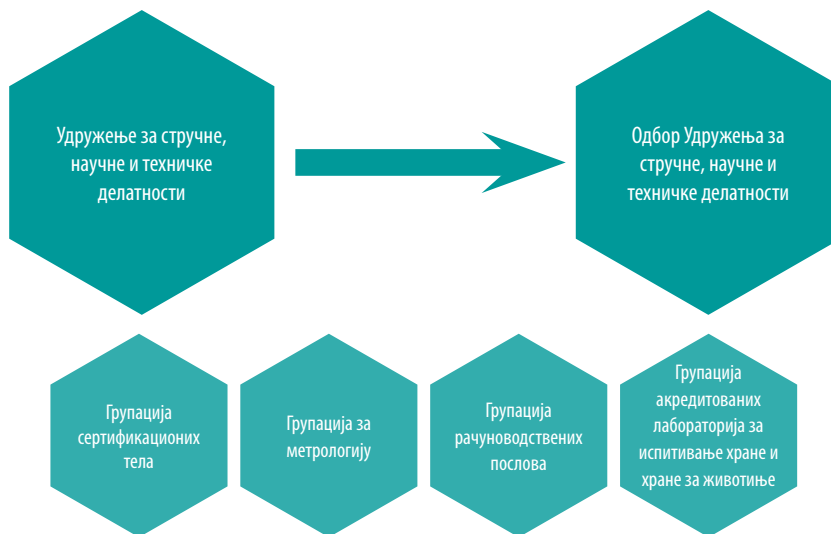 Удружење за стручне,
научне и техничке
делатности
Одбор Удружења за
стручне, научне и
техничке делатности
Групација
сертификационих
тела
Групација за
метрологију
Групација
рачуноводствених
послова
Групација
акредитованих
лабораторија за
испитивање хране и
хране за животиње